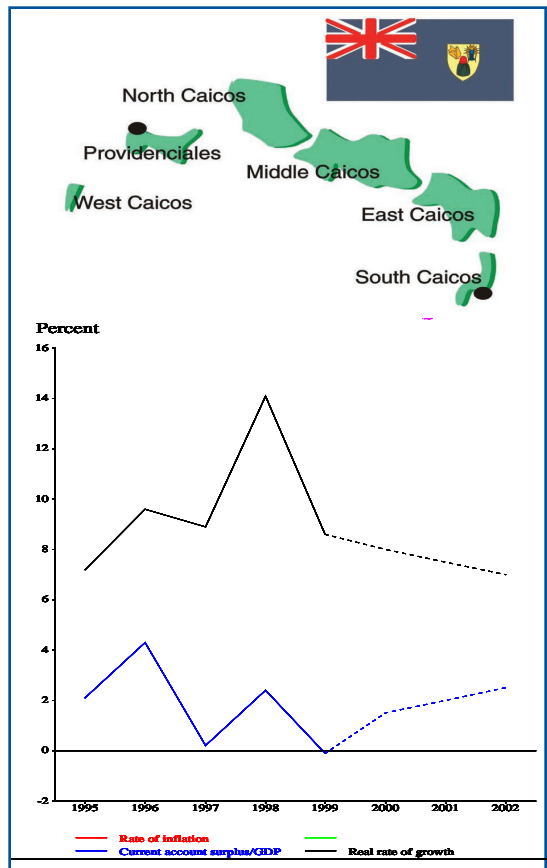 North Caicos
Providenciales
Middle Caicos
West Caicos
East Caicos
South Caicos
Percent
16
14
12
10
8
6
4
2
0
-2
1995 1996 1997 1998 1999 2000 2001 2002
Rate of inflation
Current account surplus/GDP Real rate of growth